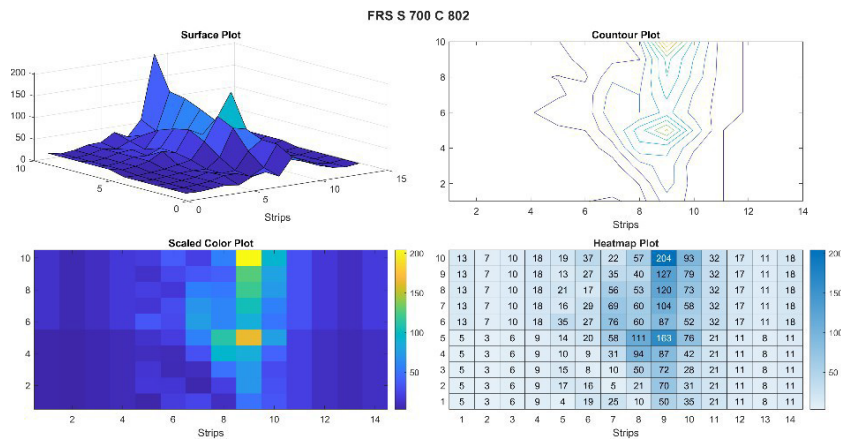 FRS S 700 C 802
Surface Plot
200
150
100
50
0
10
5
0
0
5
10
15
Strips
Countour Plot
10
8
6
4
2
2 4 6 8 10 12 14
Strips
Scaled Color Plot
10
8
6
4
2
2 4 6 8 10 12 14
Strips
200
150
100
50
Heatmap Plot
10 13 7 10 18 19 37 22 57 204 93 32 17 11 18
9 13 7 10 18 13 27 35 40 127 79 32 17 11 18
8 13 7 10 18 21 17 56 53 120 73 32 17 11 18
7 13 7 10 18 16 29 69 60 104 58 32 17 11 18
6 13 7 10 18 35 27 76 60 87 52 32 17 11 18
5 5 3 6 9 14 20 58 111 163 76 21 11 8 11
4 5 3 6 9 10 9 31 94 87 42 21 11 8 11
3 5 3 6 9 15 8 10 50 72 28 21 11 8 11
2 5 3 6 9 17 16 5 21 70 31 21 11 8 11
1 5 3 6 9 4 19 25 10 50 35 21 11 8 11
1 2 3 4 5 6 7 8 9 10 11 12 13 14
Strips
200
150
100
50